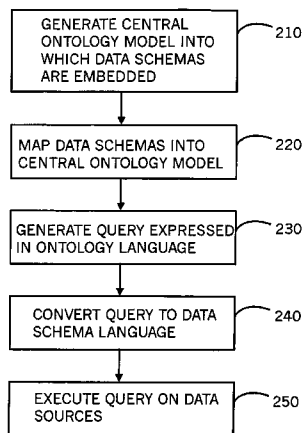 GENERATE CENTRAL
ONTOLOGY MODEL INTO
WHICH DATA SCHEMAS
ARE EMBEDDED
210
MAP DATA SCHEMAS INTO
CENTRAL ONTOLOGY MODEL
220
GENERATE QUERY EXPRESSED
IN ONTOLOGY LANGUAGE
230
CONVERT QUERY TO DATA
SCHEMA LANGUAGE
240
EXECUTE QUERY ON DATA
SOURCES
250